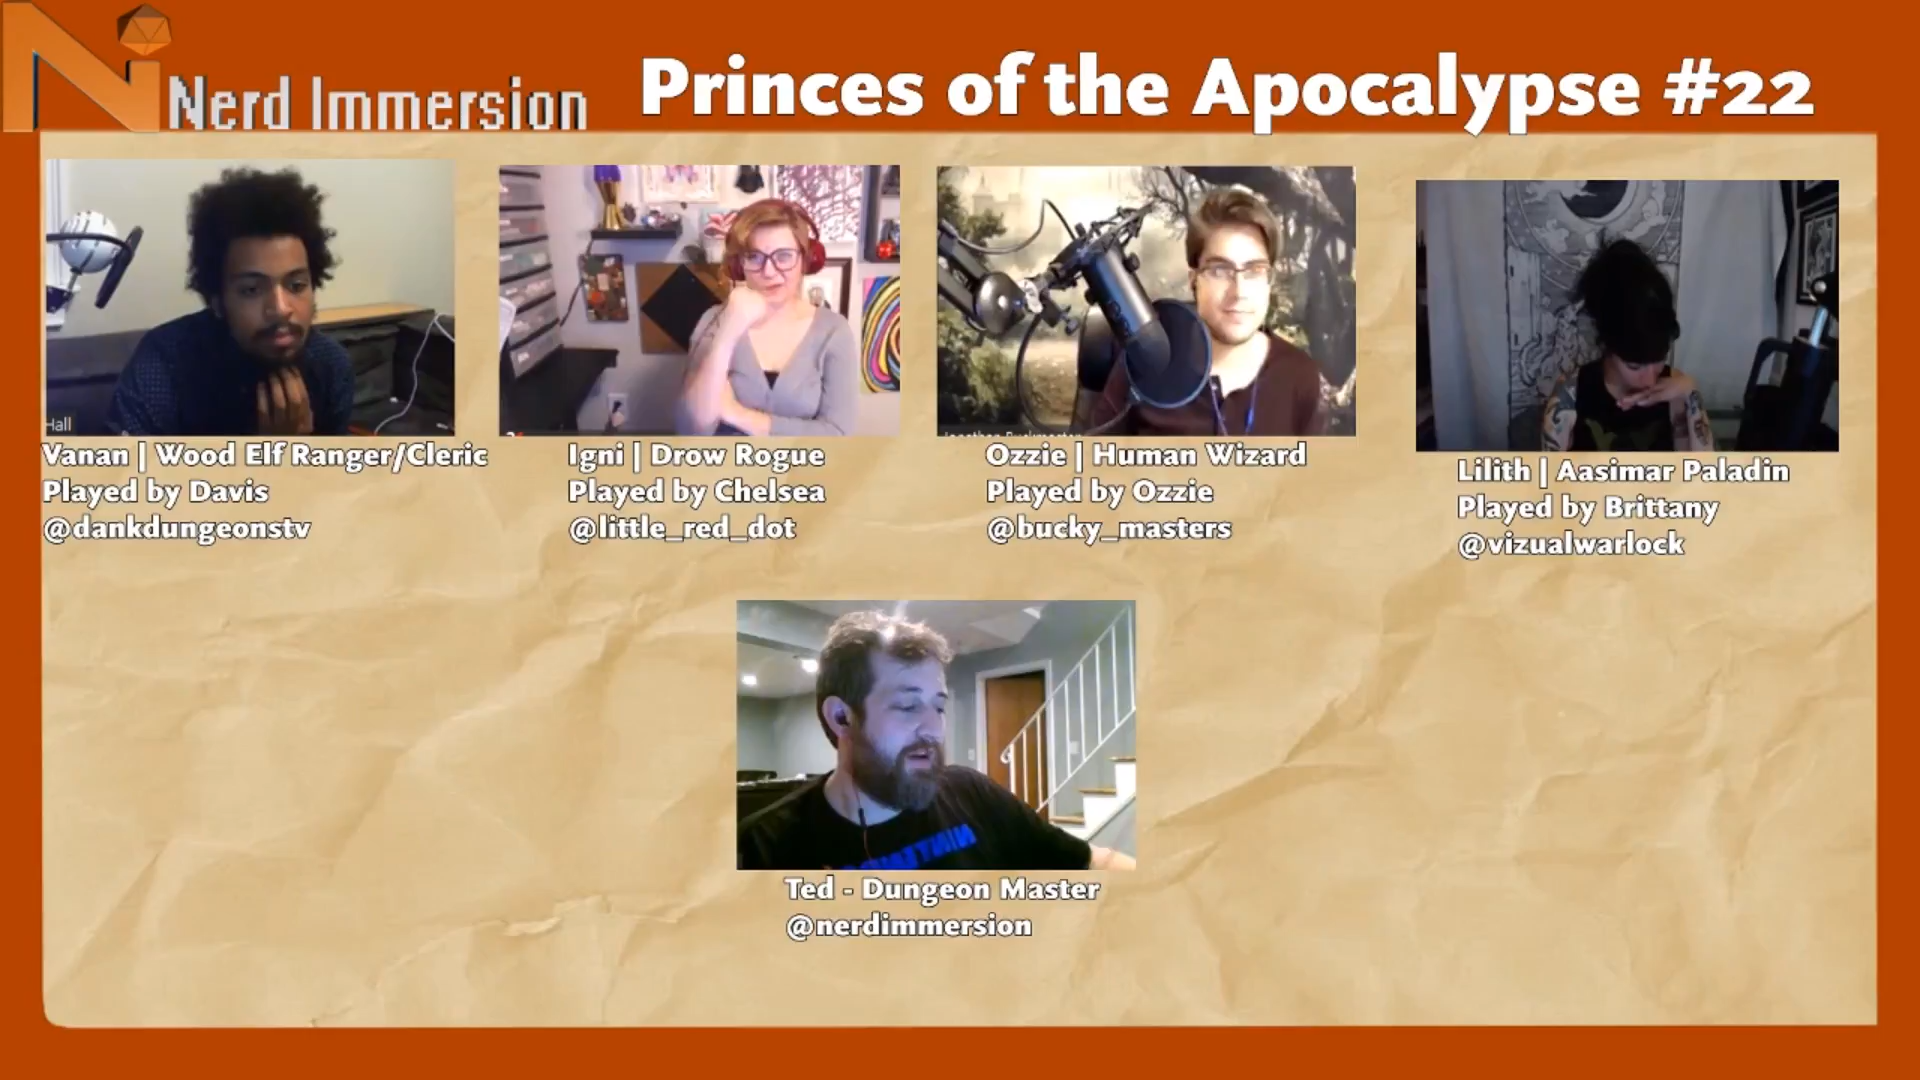 Nerd Immersion
Princes of the Apocalypse #22
Hall
Vanan | Wood Elf Ranger/Cleric
Played by Davis
@dankdungeonstv
Igni | Drow Rogue
Played by Chelsea
@little_red_dot
Ozzie | Human Wizard
Played by Ozzie
@bucky_masters
Lilith | Aasimar Paladin
Played by Brittany
@vizualwarlock
Ted - Dungeon Master
@nerdimmersion